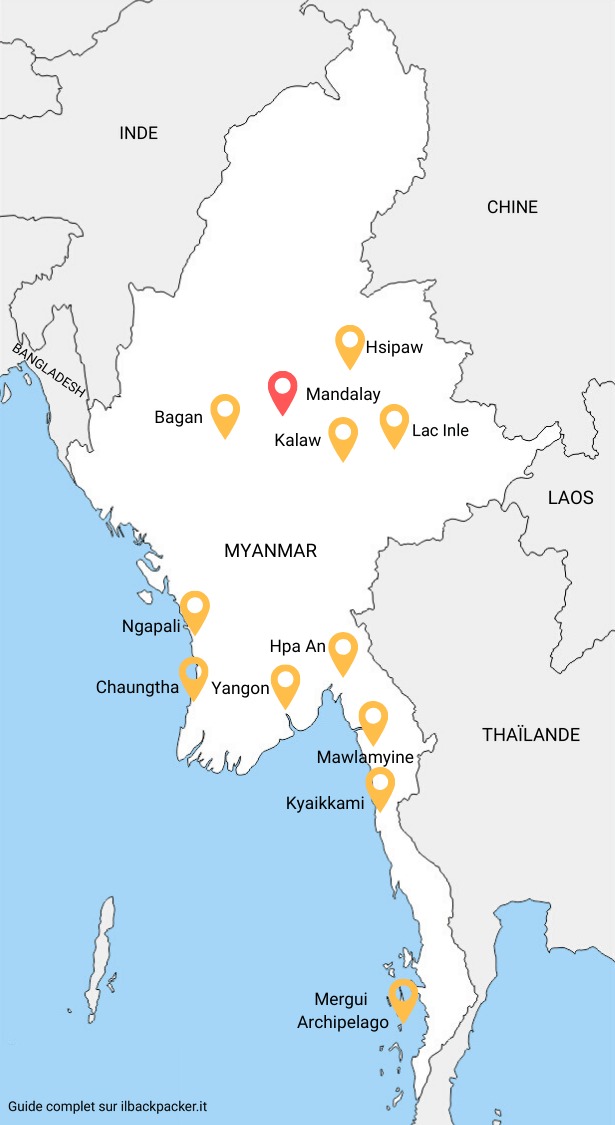 INDE
CHINE
BANGLADESH
Hsipaw
Mandalay
Bagan
Lac Inle
Kalaw
LAOS
MYANMAR
Ngapali
Hpa An
Chaungtha
Yangon
THAÏLANDE
Mawlamyine
Kyaikkami
Mergui
Archipelago
Guide complet sur ilbackpacker.it